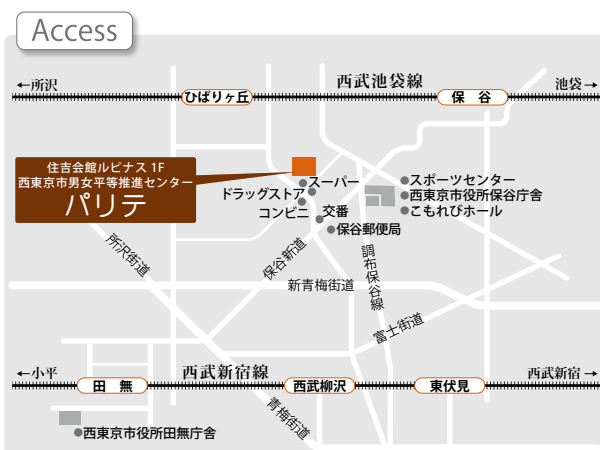 Access
西武池袋線
←所沢
池袋→
ひばりヶ丘
保 谷
住吉会館ルピナス 1F
西東京市男女平等推進センター
パリテ
スーパー
ドラッグストア
コンビニ
交番
保谷郵便局
スポーツセンター
西東京市役所保谷庁舎
こもれびホール
所沢街道
保谷新道
調布保谷線
新青梅街道
富士街道
←小平
西武新宿線
西武新宿→
田 無
西武柳沢
東伏見
青梅街道
西東京市役所田無庁舎